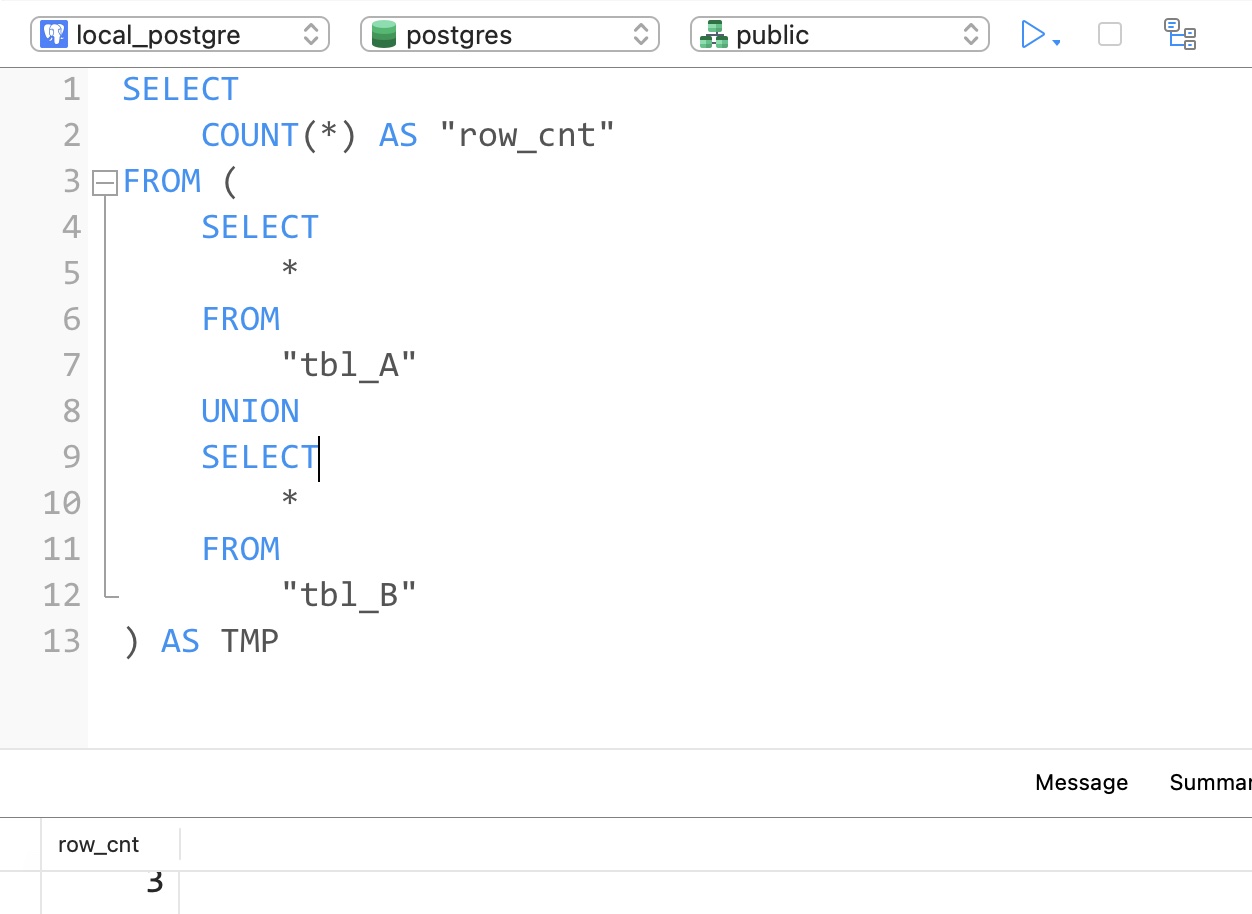 local_postgre postgres public
1 SELECT
2 COUNT(*) AS "row_cnt"
3 FROM (
4 SELECT
5 *
6 FROM
7 "tbl_A"
8 UNION
9 SELECT
10 *
11 FROM
12 "tbl_B"
13 ) AS TMP
Message
row_cnt
3